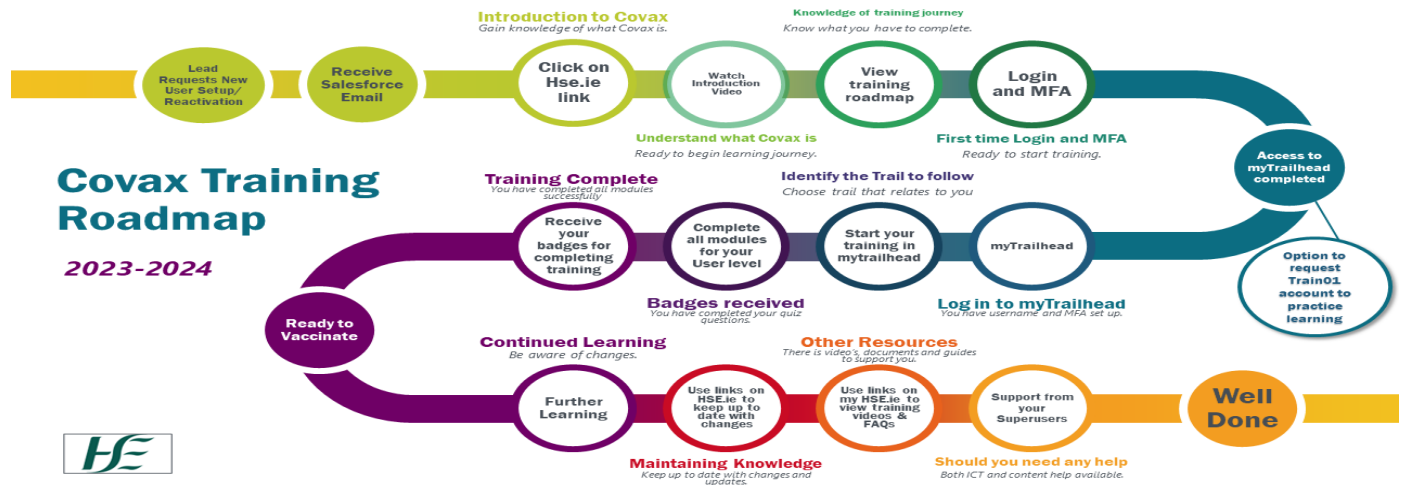 Introduction to Covax
Gain knowledge of what Covax is.
Knowledge of training journey
Know what you have to complete.
Lead
Requests New
User Setup/
Reactivation
Receive
Salesforce
Email
Click on
Hse.ie
link
Watch
Introduction
Video
View
training
roadmap
Login
and MFA
Understand what Covax is
Ready to begin learning journey.
First time Login and MFA
Ready to start training.
Access to
myTrailhead
completed
Option to
request
Train01
account to
practice
learning
Covax Training
Roadmap
2023-2024
Training Complete
You have completed all modules
successfully
Identify the Trail to follow
Choose trail that relates to you
Receive
your
badges for
completing
training
Complete
all modules
for your
User level
Start your
training in
mytrailhead
myTrailhead
Badges received
You have completed your quiz
questions.
Log in to myTrailhead
You have username and MFA set up.
Ready to
Vaccinate
Continued Learning
Be aware of changes.
Other Resources
There is video's, documents and guides
to support you.
Further
Learning
Use links on
HSE.ie to
keep up to
date with
changes
Use links on
my HSE.ie to
view training
videos &
FAQs
Support from
your
Superusers
Well
Done
Maintaining Knowledge
Keep up to date with changes and
updates.
Should you need any help
Both ICT and content help available.
HSE